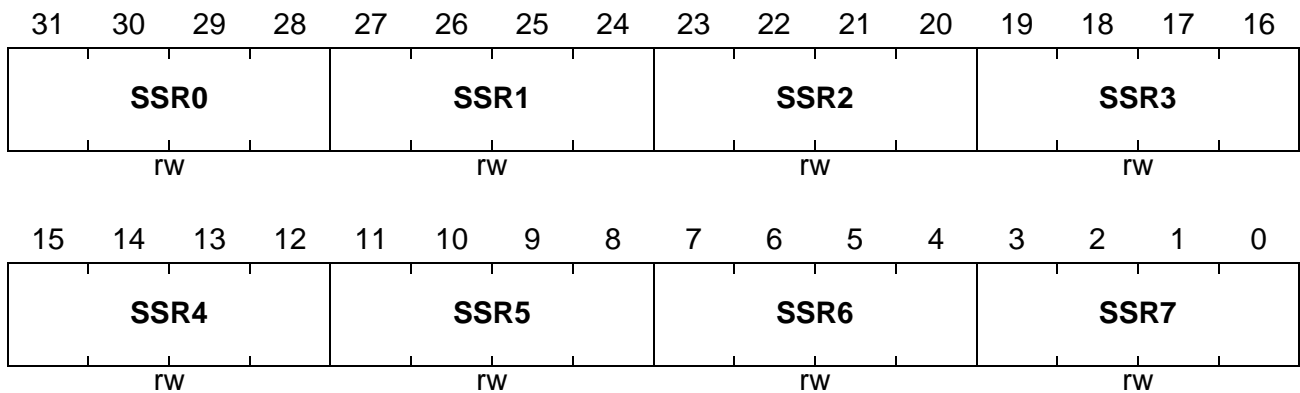 31 30 29 28 27 26 25 24 23 22 21 20 19 18 17 16
SSR0 SSR1 SSR2 SSR3
rw rw rw rw
15 14 13 12 11 10 9 8 7 6 5 4 3 2 1 0
SSR4 SSR5 SSR6 SSR7
rw rw rw rw